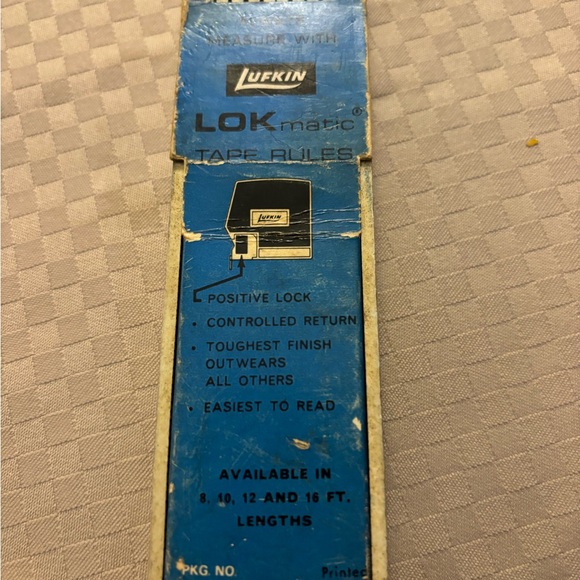 MEASURE WITH
LUFKIN
LOKmatic®
TAPE RULES
LUFKIN
POSITIVE LOCK
• CONTROLLED RETURN
• TOUGHEST FINISH
OUTWEARS
ALL OTHERS
• EASIEST TO READ
AVAILABLE IN
8, 10, 12 AND 16 FT.
LENGTHS
PKG. NO. Printed